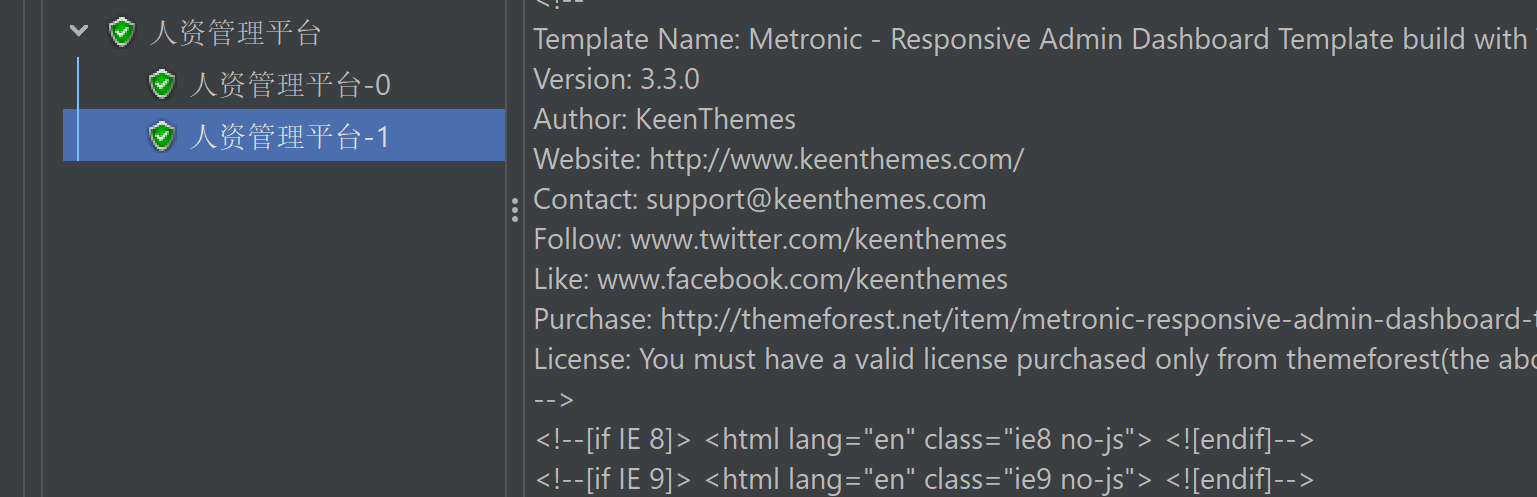 人资管理平台
人资管理平台-0
人资管理平台-1
<!--
Template Name: Metronic - Responsive Admin Dashboard Template build with
Version: 3.3.0
Author: KeenThemes
Website: http://www.keenthemes.com/
Contact: support@keenthemes.com
Follow: www.twitter.com/keenthemes
Like: www.facebook.com/keenthemes
Purchase: http://themeforest.net/item/metronic-responsive-admin-dashboard-
License: You must have a valid license purchased only from themeforest(the
-->
<!--[if IE 8]> <html lang="en" class="ie8 no-js"> <![endif]-->
<!--[if IE 9]> <html lang="en" class="ie9 no-js"> <![endif]-->